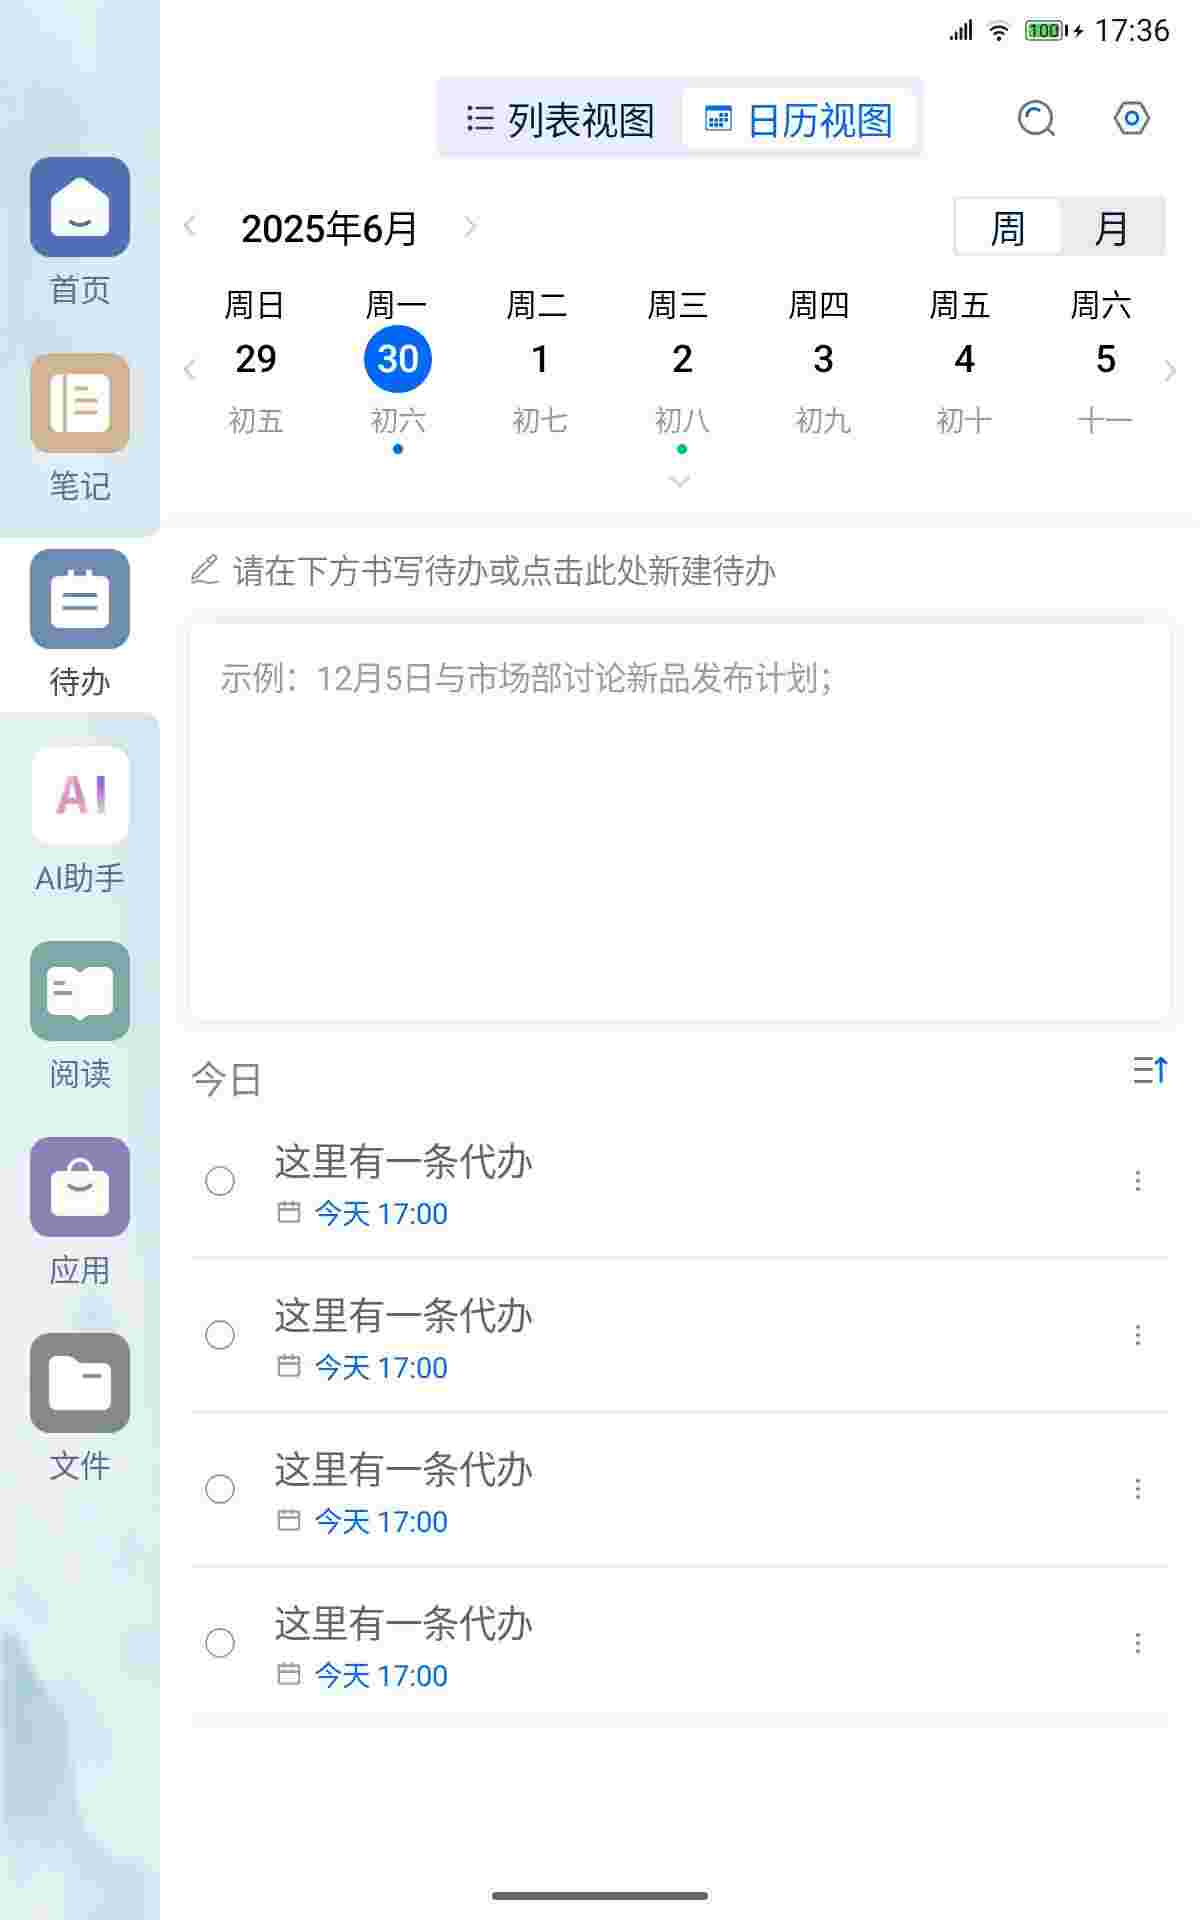 100 17:36
列表视图 日历视图
2025年6月 周 月
周日 周一 周二 周三 周四 周五 周六
29 30 1 2 3 4 5
初五 初六 初七 初八 初九 初十 十一
请在下方书写待办或点击此处新建待办
示例：12月5日与市场部讨论新品发布计划；
今日
这里有一条代办
今天 17:00
这里有一条代办
今天 17:00
这里有一条代办
今天 17:00
这里有一条代办
今天 17:00
首页
笔记
待办
AI
AI助手
阅读
应用
文件